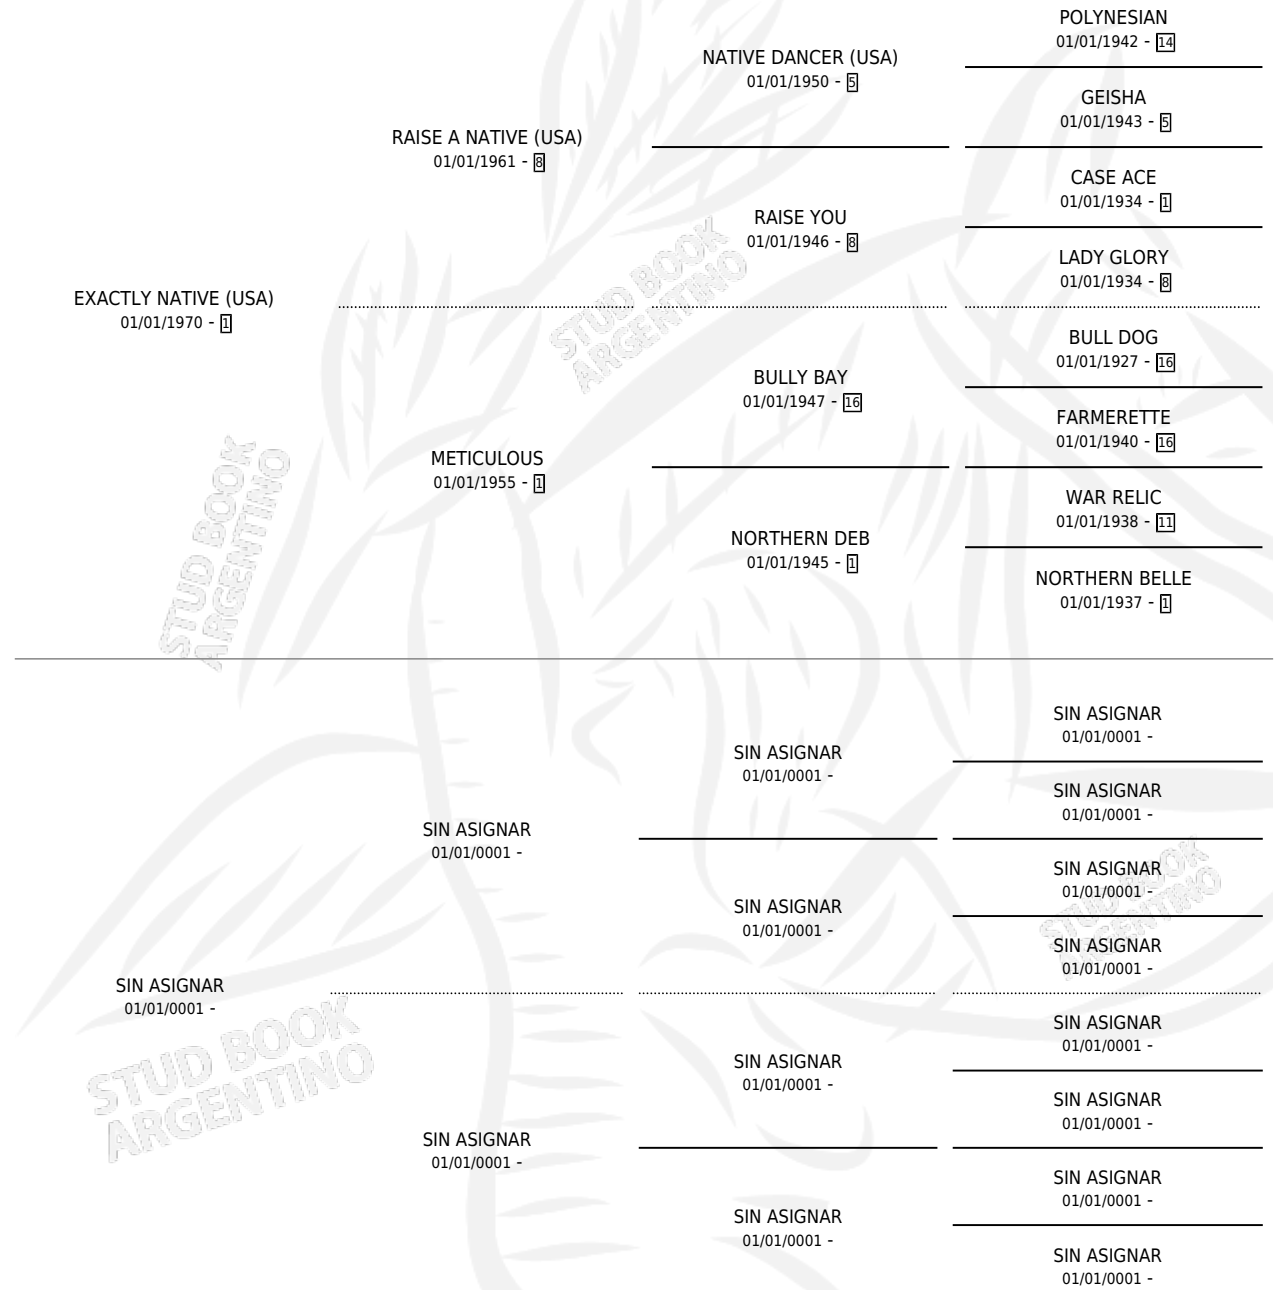 POLYNESIAN
01/01/1942 - 14
NATIVE DANCER (USA)
01/01/1950 - 5
GEISHA
01/01/1943 - 5
RAISE A NATIVE (USA)
01/01/1961 - 8
CASE ACE
01/01/1934 - 1
RAISE YOU
01/01/1946 - 8
LADY GLORY
01/01/1934 - 8
EXACTLY NATIVE (USA)
01/01/1970 - 1
BULL DOG
01/01/1927 - 16
BULLY BAY
01/01/1947 - 16
FARMERETTE
01/01/1940 - 16
METICULOUS
01/01/1955 - 1
WAR RELIC
01/01/1938 - 11
NORTHERN DEB
01/01/1945 - 1
NORTHERN BELLE
01/01/1937 - 1
STUD BOOK
ARGENTINO
STUD BOOK
ARGENTINO
SIN ASIGNAR
01/01/0001 -
SIN ASIGNAR
01/01/0001 -
SIN ASIGNAR
01/01/0001 -
SIN ASIGNAR
01/01/0001 -
SIN ASIGNAR
01/01/0001 -
SIN ASIGNAR
01/01/0001 -
SIN ASIGNAR
01/01/0001 -
SIN ASIGNAR
01/01/0001 -
SIN ASIGNAR
01/01/0001 -
SIN ASIGNAR
01/01/0001 -
SIN ASIGNAR
01/01/0001 -
SIN ASIGNAR
01/01/0001 -
SIN ASIGNAR
01/01/0001 -
SIN ASIGNAR
01/01/0001 -
SIN ASIGNAR
01/01/0001 -
STUD BOOK
ARGENTINO
STUD BOOK
ARGENTINO